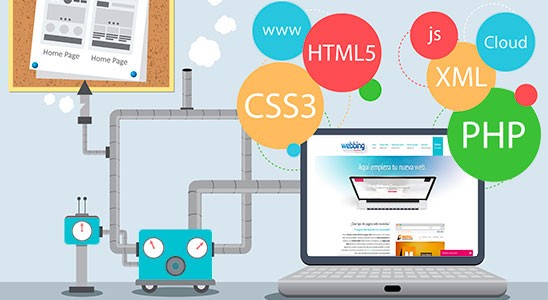 Home Page
Home Page
www
HTML5
js
Cloud
XML
CSS3
PHP
webbing
Aquí empieza tu nueva web.